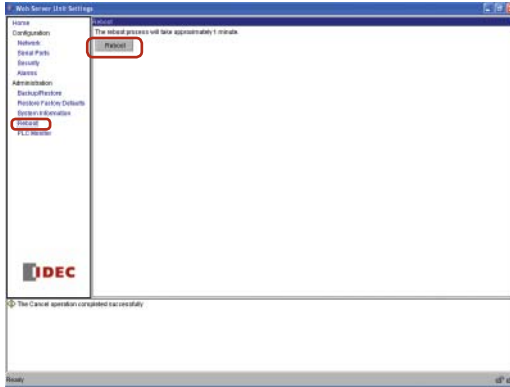 Web Server Unit Settings
Home
Configuration
Network
Serial Ports
Security
Alarms
Administration
Backup/Restore
Restore Factory Defaults
System Information
Reboot
PLC Monitor
Reboot
The reboot process will take approximately 1 minute.
Reboot
IDEC
The Cancel operation completed successfully
Ready